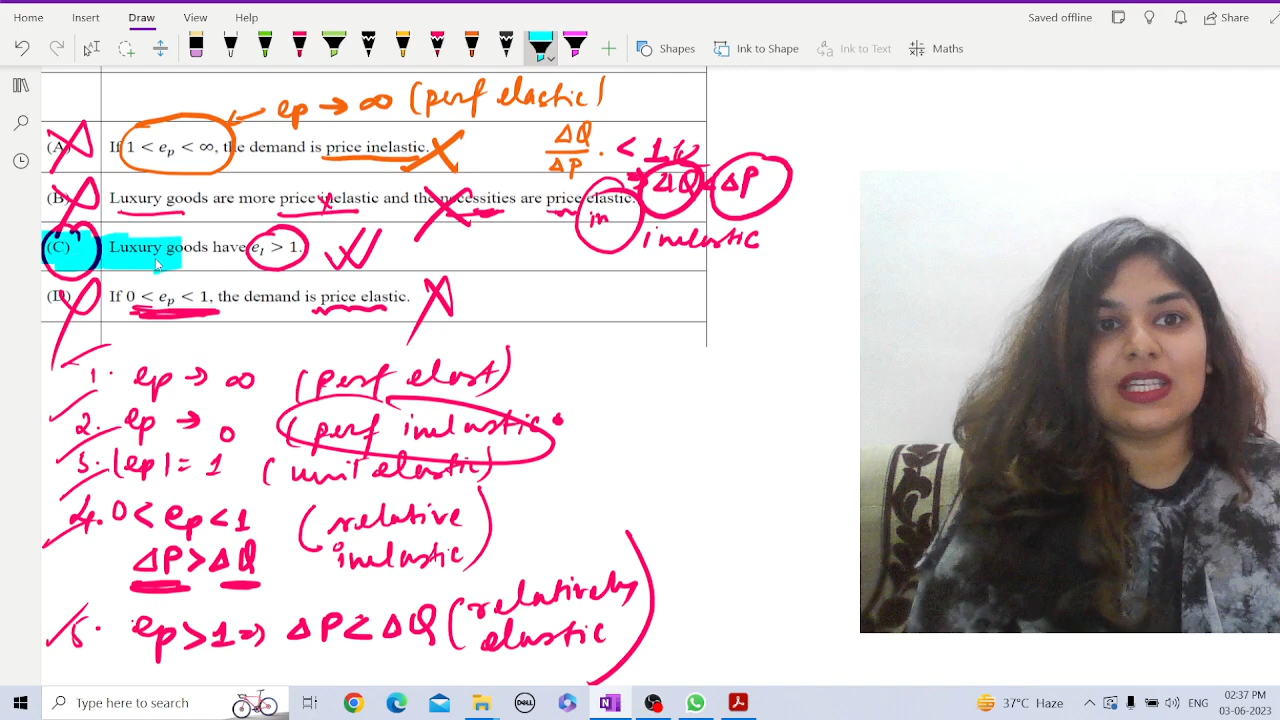 Home Insert Draw View Help Saved offline Share
Shapes Ink to Shape Ink to Text Maths
ep → ∞ (perf elastic)
(A) If 1 < ep < ∞, the demand is price inelastic.
ΔQ
ΔP . < 1
⇒ ΔQ < ΔP
(B) Luxury goods are more price inelastic and the necessities are price elastic.
in
inelastic
(C) Luxury goods have eI > 1.
(D) If 0 < ep < 1, the demand is price elastic.
1. ep → ∞ (perf elast)
2. ep → 0 (perf inelastic)
3. |ep| = 1 (unit elastic)
4. 0 < ep < 1 (relative
inelastic)
ΔP > ΔQ
5. ep > 1 ⇒ ΔP < ΔQ (relatively
elastic)
Type here to search
DELL
37°C Haze ENG 02:37 PM
03-06-2023